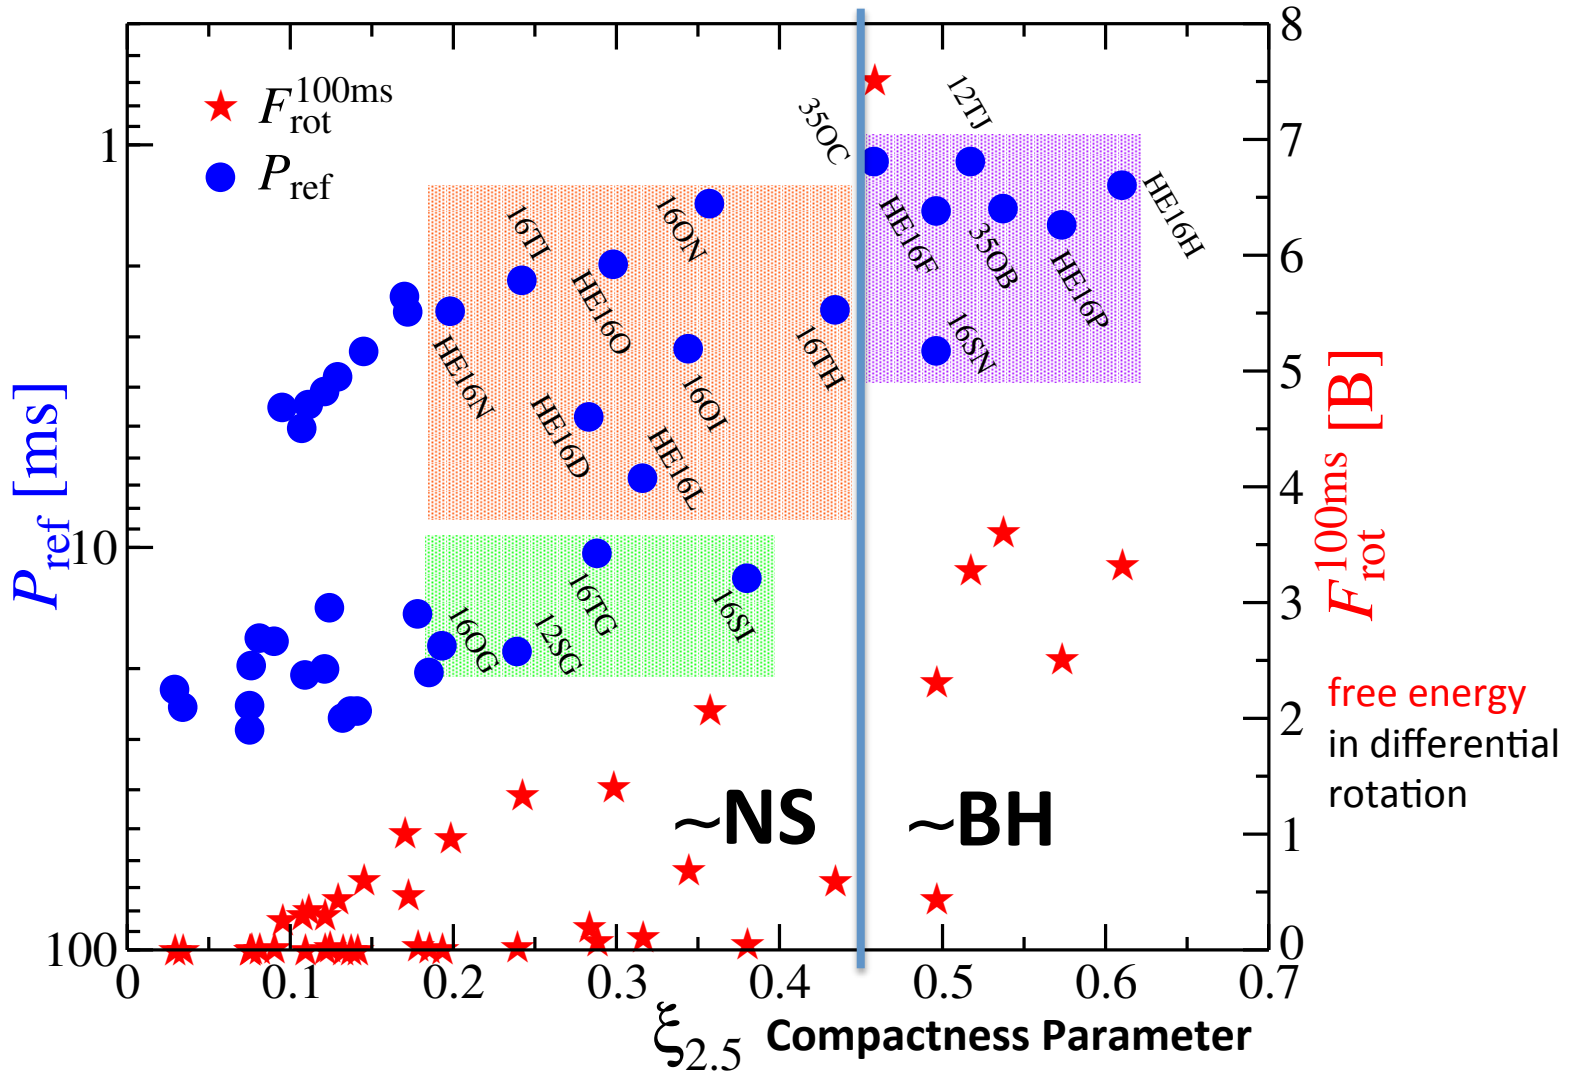 F_rot^100ms
P_ref
1
10
100
P_ref [ms]
0
0.1
0.2
0.3
0.4
0.5
0.6
0.7
ξ_2.5 Compactness Parameter
8
7
6
5
4
3
2
1
0
F_rot^100ms [B]
free energy
in differential
rotation
35OC
12TJ
HE16H
HE16F
35OB
HE16P
16SN
16TI
16ON
HE16O
HE16N
16OI
16TH
HE16D
HE16L
16TG
16SI
16OG
12SG
~NS
~BH